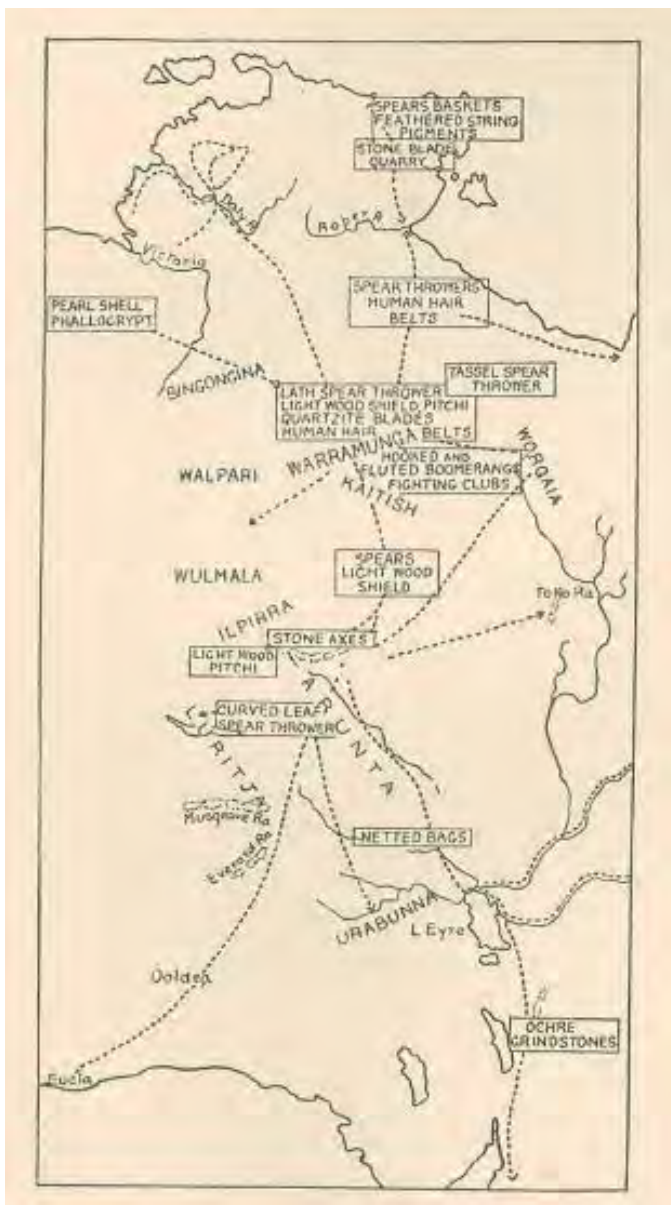 SPEARS BASKETS
FEATHERED STRING
PIGMENTS
STONE BLADE
QUARRY
Daly R
Roper R
Victoria
SPEAR THROWERS
HUMAN HAIR
BELTS
PEARL SHELL
PHALLOCRYPT.
BINGONGINA
TASSEL SPEAR
THROWER
LATH SPEAR THROWER
LIGHT WOOD SHIELD PITCHI
QUARTZITE BLADES
HUMAN HAIR BELTS
WARRAMUNGA
HOOKED AND
FLUTED BOOMERANGS
FIGHTING CLUBS
WORGAIA
WALPARI
KAITISH
SPEARS
LIGHT WOOD
SHIELD
WULMALA
ToKo Ra
ILPIRRA
STONE AXES
LIGHT WOOD
PITCHI
ARUNTA
CURVED LEAF
SPEAR THROWER
RITJA
Musgrave Ra
Everard Ra
NETTED BAGS
URABUNNA
L Eyre
Ooldea
OCHRE
GRINDSTONES
Eucla